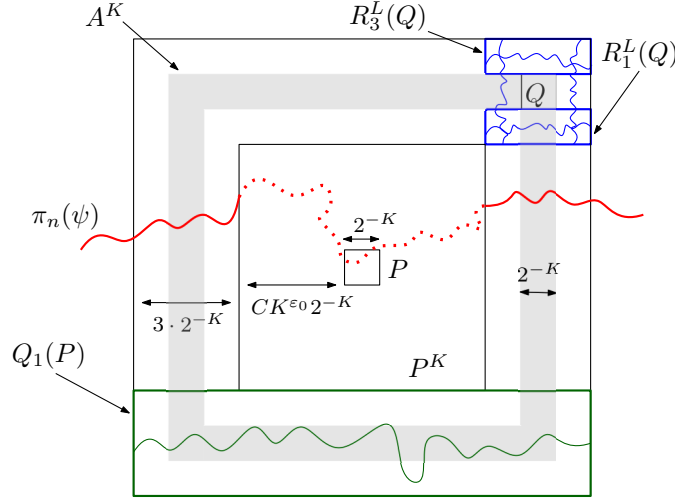 A^K
R_3^L(Q)
R_1^L(Q)
Q
π_n(ψ)
2^{-K}
P
2^{-K}
CK^{ε_0}2^{-K}
3 · 2^{-K}
Q_1(P)
P^K